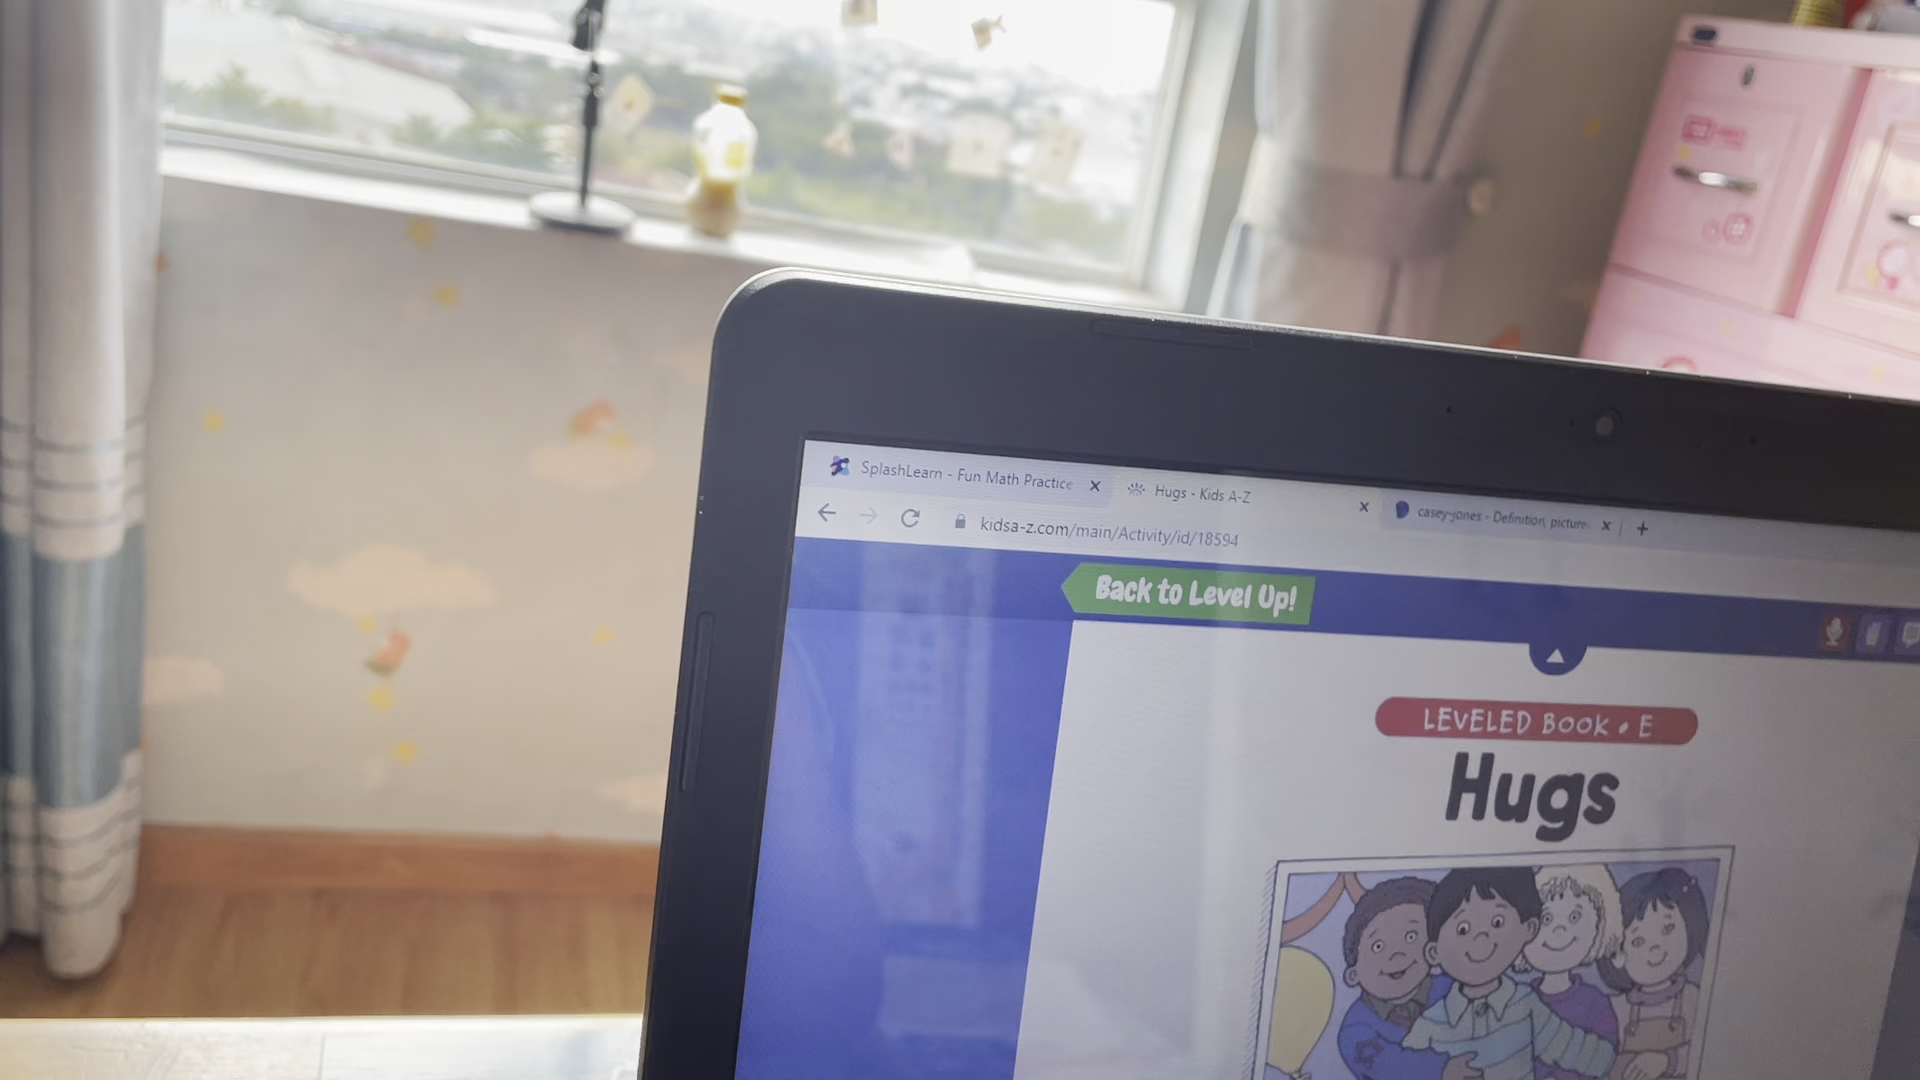 SplashLearn - Fun Math Practice
Hugs - Kids A-Z
casey-jones - Definition, picture
kidsa-z.com/main/Activity/id/18594
Back to Level Up!
LEVELED BOOK • E
Hugs